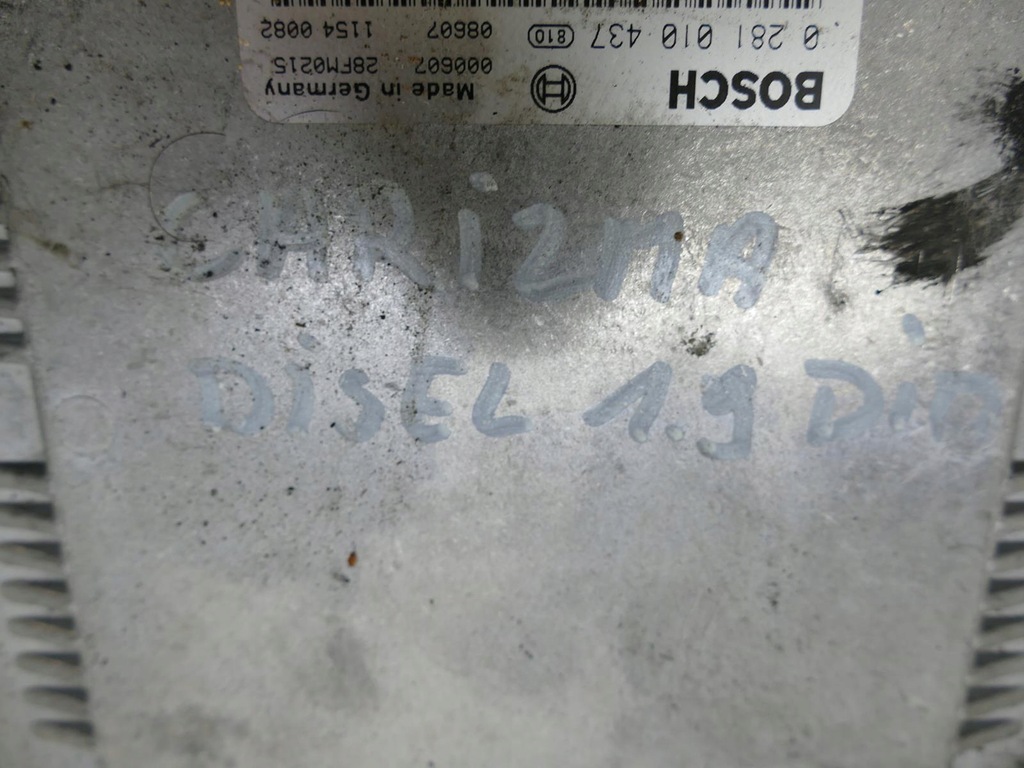 BOSCH
Made in Germany
0 281 010 437 810
000607 28FM0215
08607 1154 0082
CHRIZMA
DISEL 1.9 DiD